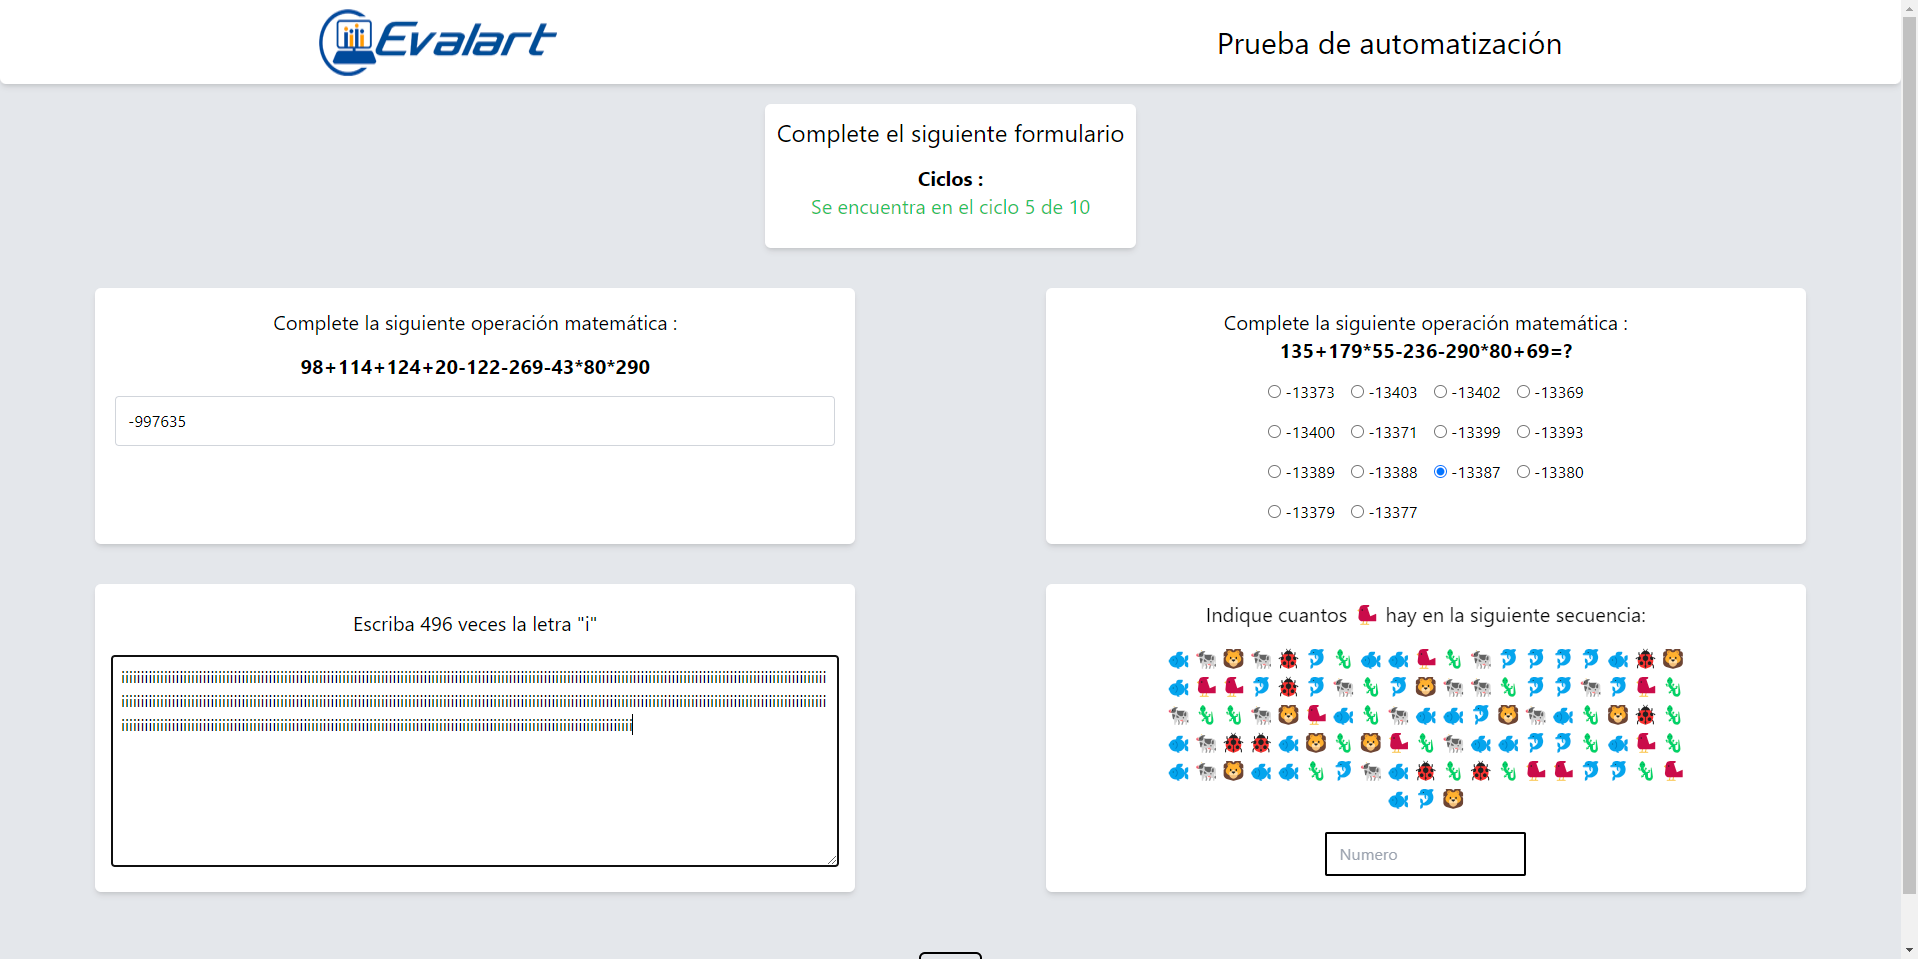 Evalart
Prueba de automatización
Complete el siguiente formulario
Ciclos :
Se encuentra en el ciclo 5 de 10
Complete la siguiente operación matemática :
98+114+124+20-122-269-43*80*290
-997635
Complete la siguiente operación matemática :
135+179*55-236-290*80+69=?
-13373 -13403 -13402 -13369
-13400 -13371 -13399 -13393
-13389 -13388 -13387 -13380
-13379 -13377
Escriba 496 veces la letra "i"
Indique cuantos hay en la siguiente secuencia:
Numero